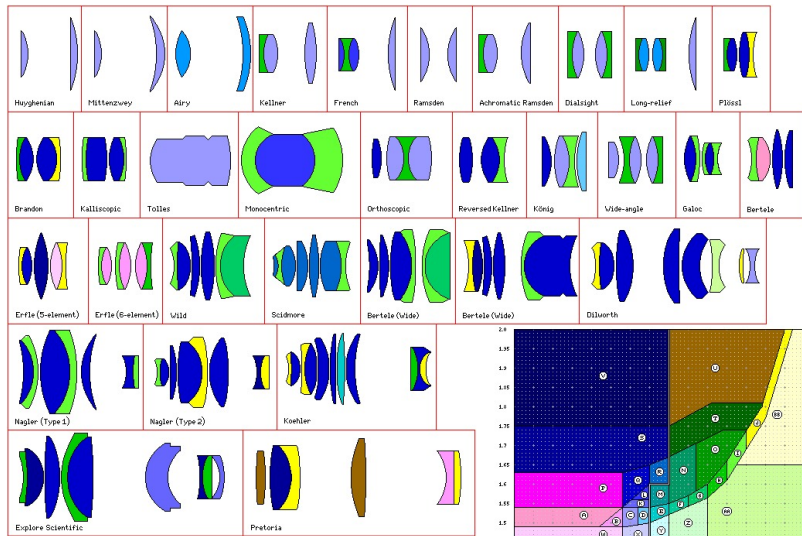 Huyghenian
Mittenzwey
Airy
Kellner
French
Ramsden
Achromatic Ramsden
Dialsight
Long-relief
Plössl
Brandon
Kalliscopic
Tolles
Monocentric
Orthoscopic
Reversed Kellner
König
Wide-angle
Galoc
Bertele
Erfle (5-element)
Erfle (6-element)
Wild
Scidmore
Bertele (Wide)
Bertele (Wide)
Dilworth
Nagler (Type 1)
Nagler (Type 2)
Koehler
Explore Scientific
Pretoria
2.0
1.95
1.9
1.85
1.8
1.75
1.7
1.65
1.6
1.55
1.5
V
U
BB
T
J
S
O
I
K
N
P
Q
H
L
M
G
A
B
C
D
E
F
AA
W
X
Y
Z